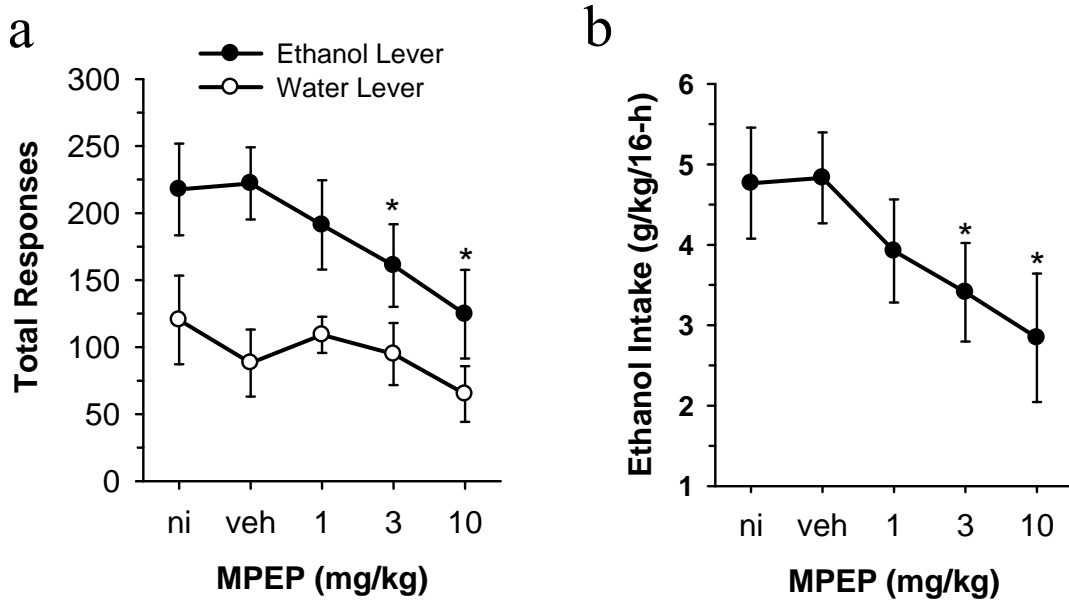 a
Ethanol Lever
Water Lever
Total Responses
300
250
200
150
100
50
0
*
*
ni veh 1 3 10
MPEP (mg/kg)
b
Ethanol Intake (g/kg/16-h)
6
5
4
3
2
1
*
*
ni veh 1 3 10
MPEP (mg/kg)